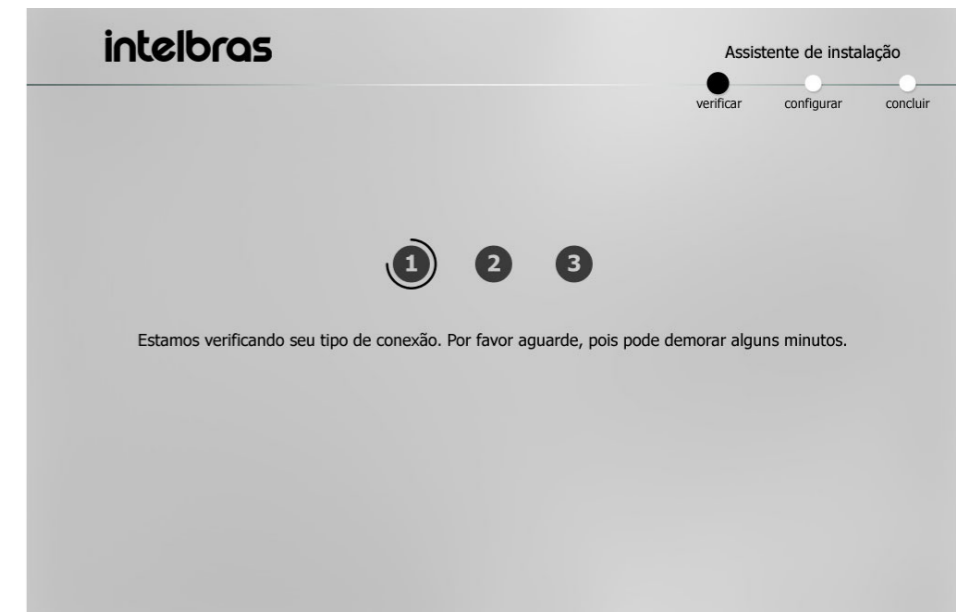 intelbras
Assistente de instalação
verificar configurar concluir
1 2 3
Estamos verificando seu tipo de conexão. Por favor aguarde, pois pode demorar alguns minutos.